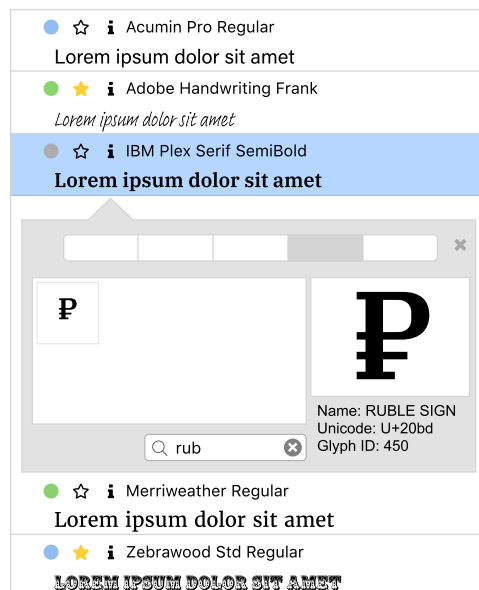 Acumin Pro Regular
Lorem ipsum dolor sit amet
Adobe Handwriting Frank
Lorem ipsum dolor sit amet
IBM Plex Serif SemiBold
Lorem ipsum dolor sit amet
₽
₽
Name: RUBLE SIGN
Unicode: U+20bd
Glyph ID: 450
rub
Merriweather Regular
Lorem ipsum dolor sit amet
Zebrawood Std Regular
LOREM IPSUM DOLOR SIT AMET